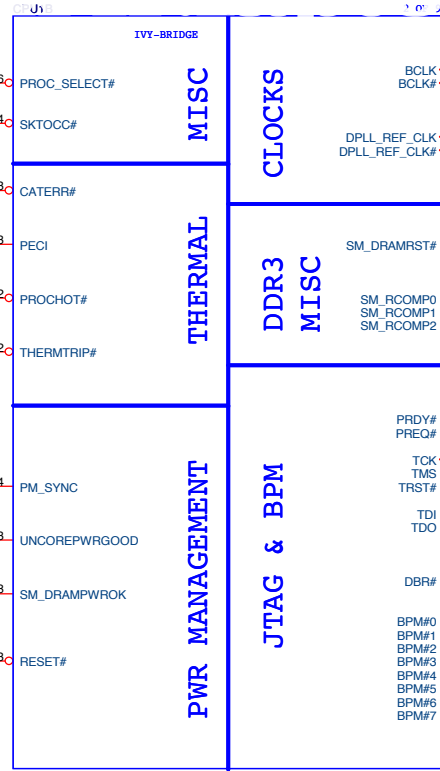 IVY-BRIDGE
MISC
PROC_SELECT#
SKTOCC#
THERMAL
CATERR#
PECI
PROCHOT#
THERMTRIP#
PWR MANAGEMENT
PM_SYNC
UNCOREPWRGOOD
SM_DRAMPWROK
RESET#
CLOCKS
BCLK
BCLK#
DPLL_REF_CLK
DPLL_REF_CLK#
DDR3
MISC
SM_DRAMRST#
SM_RCOMP0
SM_RCOMP1
SM_RCOMP2
JTAG & BPM
PRDY#
PREQ#
TCK
TMS
TRST#
TDI
TDO
DBR#
BPM#0
BPM#1
BPM#2
BPM#3
BPM#4
BPM#5
BPM#6
BPM#7